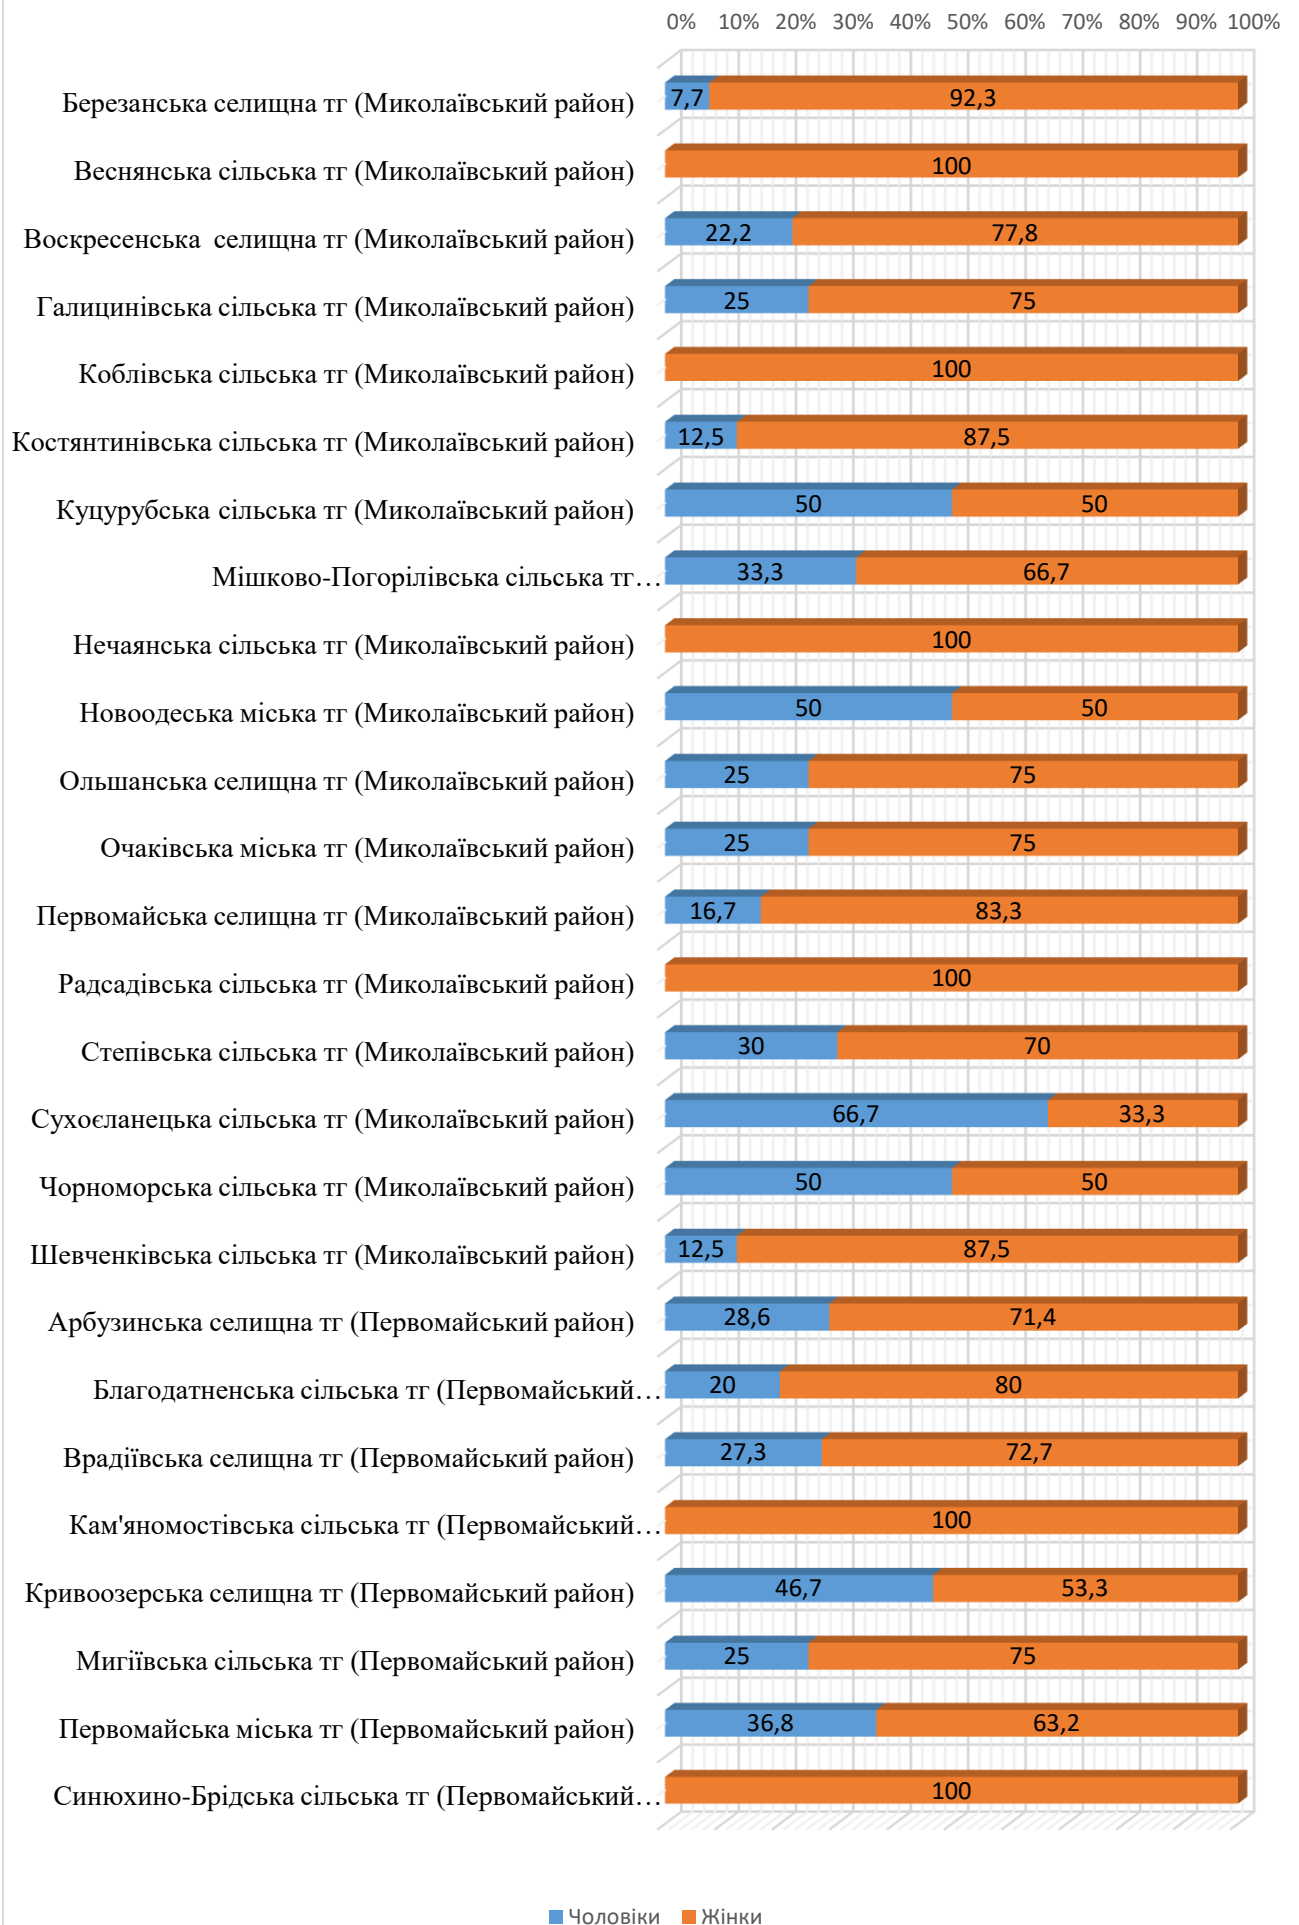 0% 10% 20% 30% 40% 50% 60% 70% 80% 90% 100%
Березанська селищна тг (Миколаївський район) 7,7 92,3
Веснянська сільська тг (Миколаївський район) 100
Воскресенська селищна тг (Миколаївський район) 22,2 77,8
Галицинівська сільська тг (Миколаївський район) 25 75
Коблівська сільська тг (Миколаївський район) 100
Костянтинівська сільська тг (Миколаївський район) 12,5 87,5
Куцурубська сільська тг (Миколаївський район) 50 50
Мішково-Погорілівська сільська тг… 33,3 66,7
Нечаянська сільська тг (Миколаївський район) 100
Новоодеська міська тг (Миколаївський район) 50 50
Ольшанська селищна тг (Миколаївський район) 25 75
Очаківська міська тг (Миколаївський район) 25 75
Первомайська селищна тг (Миколаївський район) 16,7 83,3
Радсадівська сільська тг (Миколаївський район) 100
Степівська сільська тг (Миколаївський район) 30 70
Сухоєланецька сільська тг (Миколаївський район) 66,7 33,3
Чорноморська сільська тг (Миколаївський район) 50 50
Шевченківська сільська тг (Миколаївський район) 12,5 87,5
Арбузинська селищна тг (Первомайський район) 28,6 71,4
Благодатненська сільська тг (Первомайський… 20 80
Врадіївська селищна тг (Первомайський район) 27,3 72,7
Кам'яномостівська сільська тг (Первомайський… 100
Кривоозерська селищна тг (Первомайський район) 46,7 53,3
Мигіївська сільська тг (Первомайський район) 25 75
Первомайська міська тг (Первомайський район) 36,8 63,2
Синюхино-Брідська сільська тг (Первомайський… 100
Чоловіки Жінки